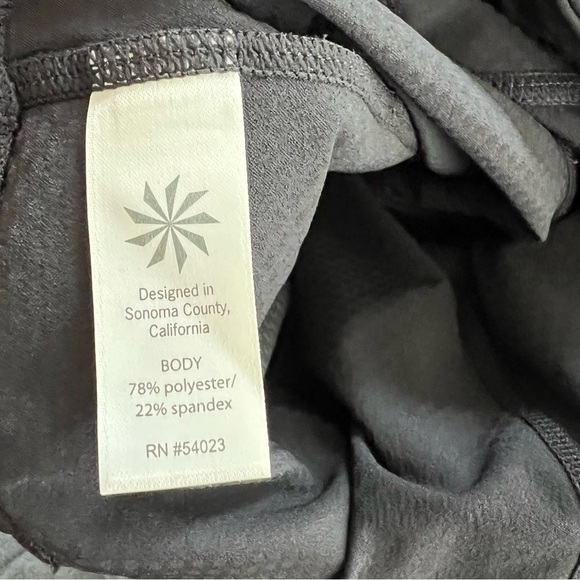 Designed in
Sonoma County,
California
BODY
78% polyester/
22% spandex
RN #54023